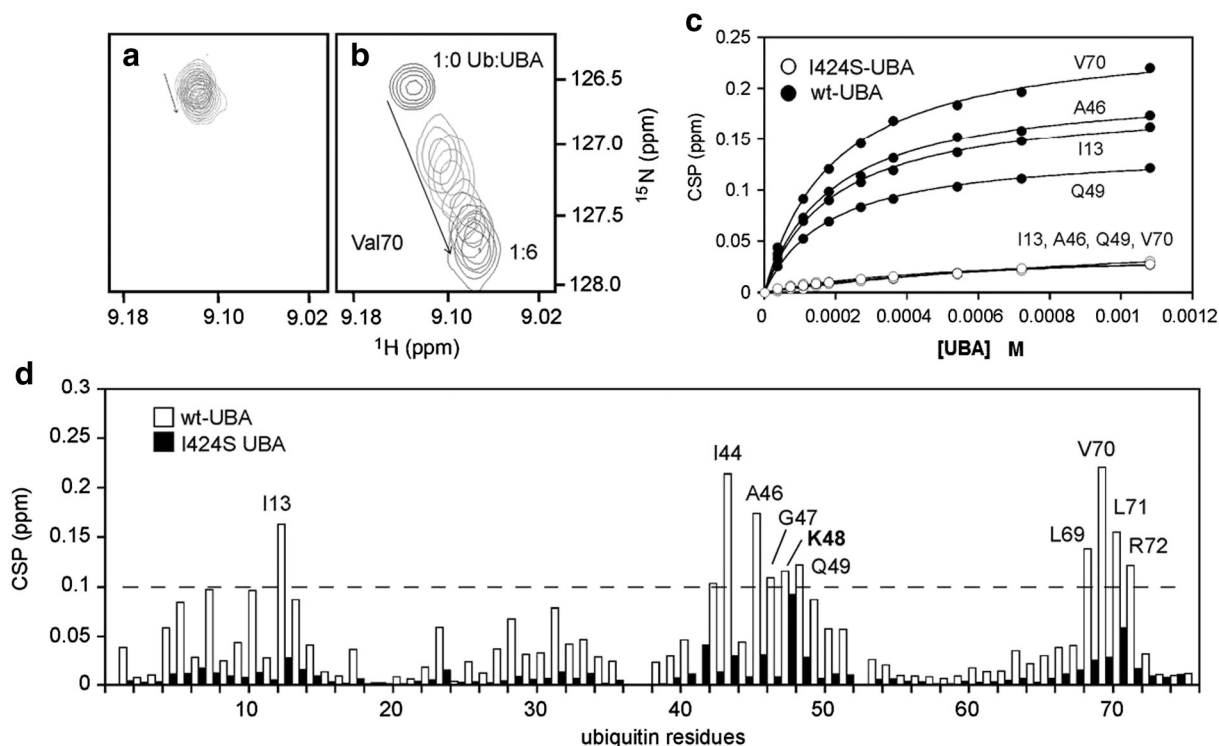 a
b
1:0 Ub:UBA
Val70
1:6
126.5
127.0
127.5
128.0
15N (ppm)
9.18
9.10
9.02
9.18
9.10
9.02
1H (ppm)
c
I424S-UBA
wt-UBA
V70
A46
I13
Q49
I13, A46, Q49, V70
0.25
0.2
0.15
0.1
0.05
0
CSP (ppm)
0
0.0002
0.0004
0.0006
0.0008
0.001
0.0012
[UBA] M
d
wt-UBA
I424S UBA
I13
I44
A46
G47
K48
Q49
L69
V70
L71
R72
0.3
0.25
0.2
0.15
0.1
0.05
0
CSP (ppm)
10
20
30
40
50
60
70
ubiquitin residues